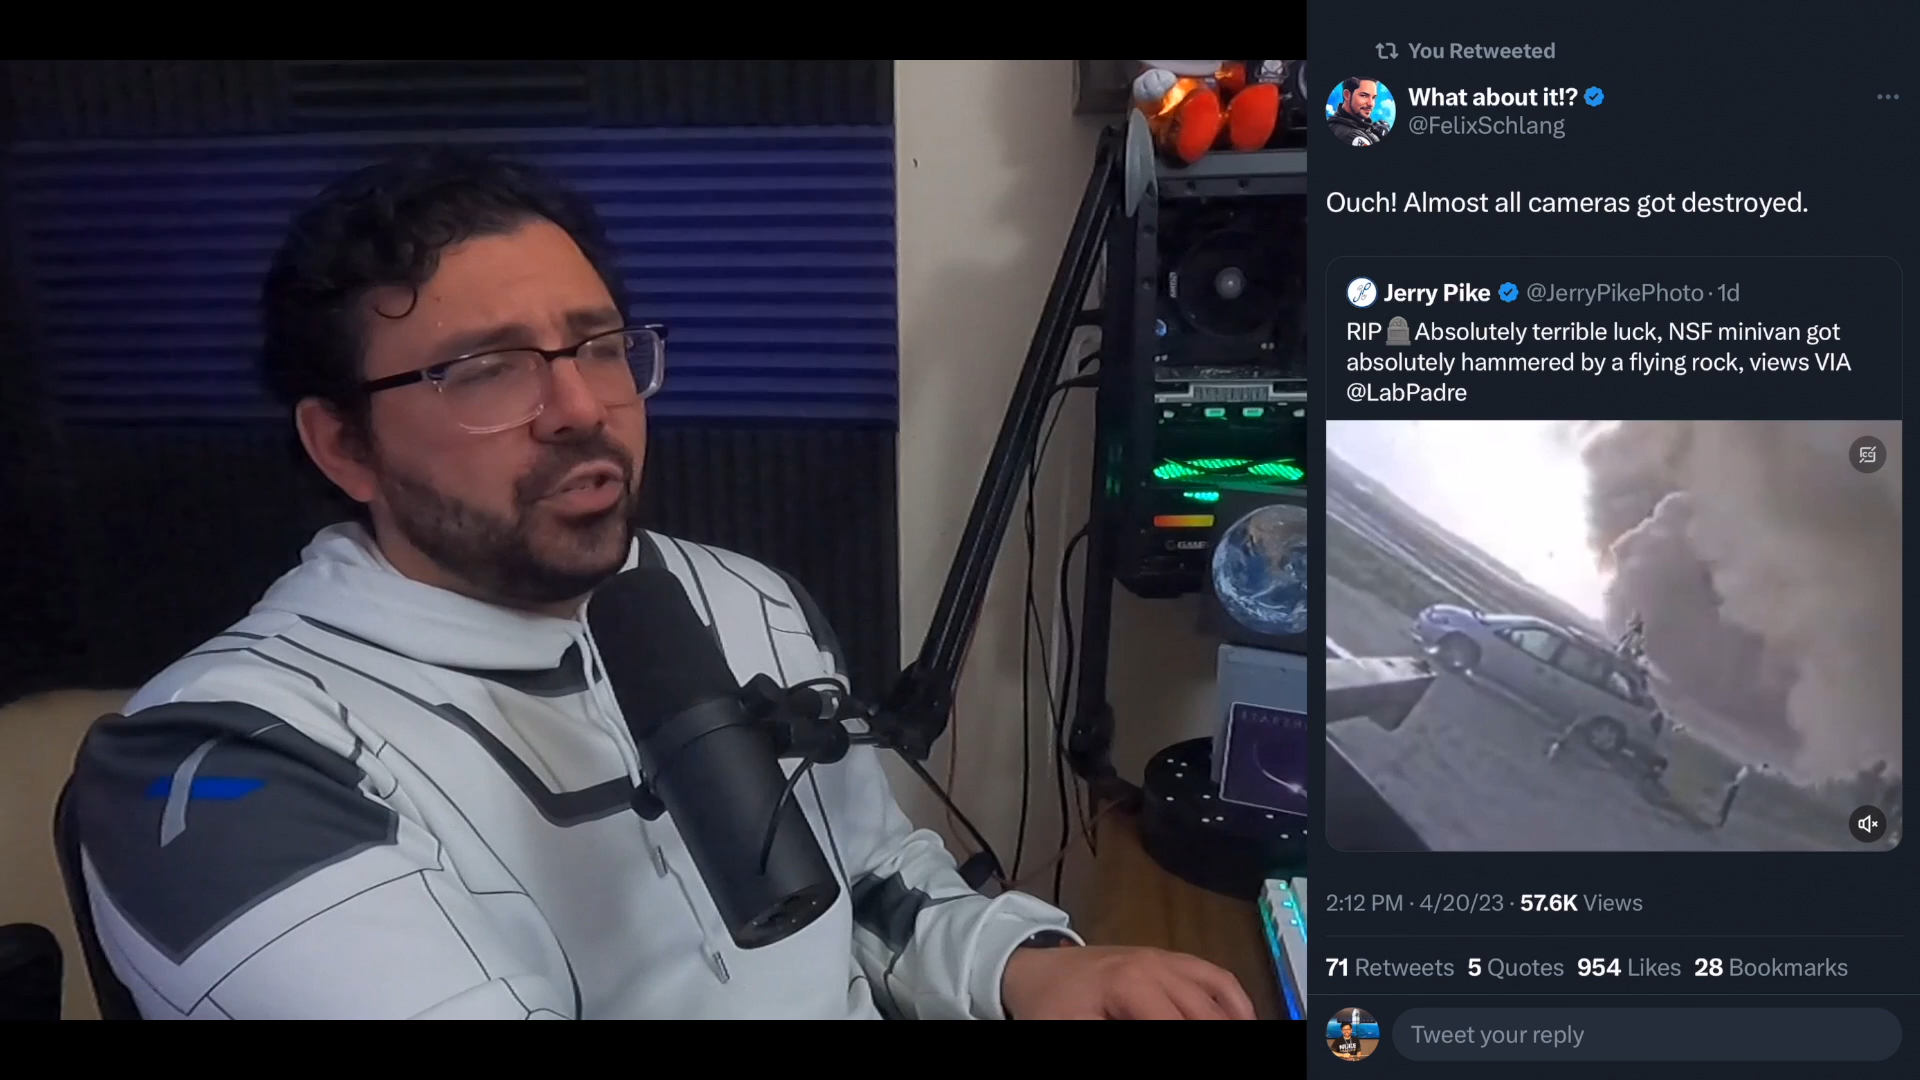 You Retweeted
What about it!?
@FelixSchlang
Ouch! Almost all cameras got destroyed.
Jerry Pike @JerryPikePhoto · 1d
RIP🪦Absolutely terrible luck, NSF minivan got
absolutely hammered by a flying rock, views VIA
@LabPadre
2:12 PM · 4/20/23 · 57.6K Views
71 Retweets 5 Quotes 954 Likes 28 Bookmarks
Tweet your reply